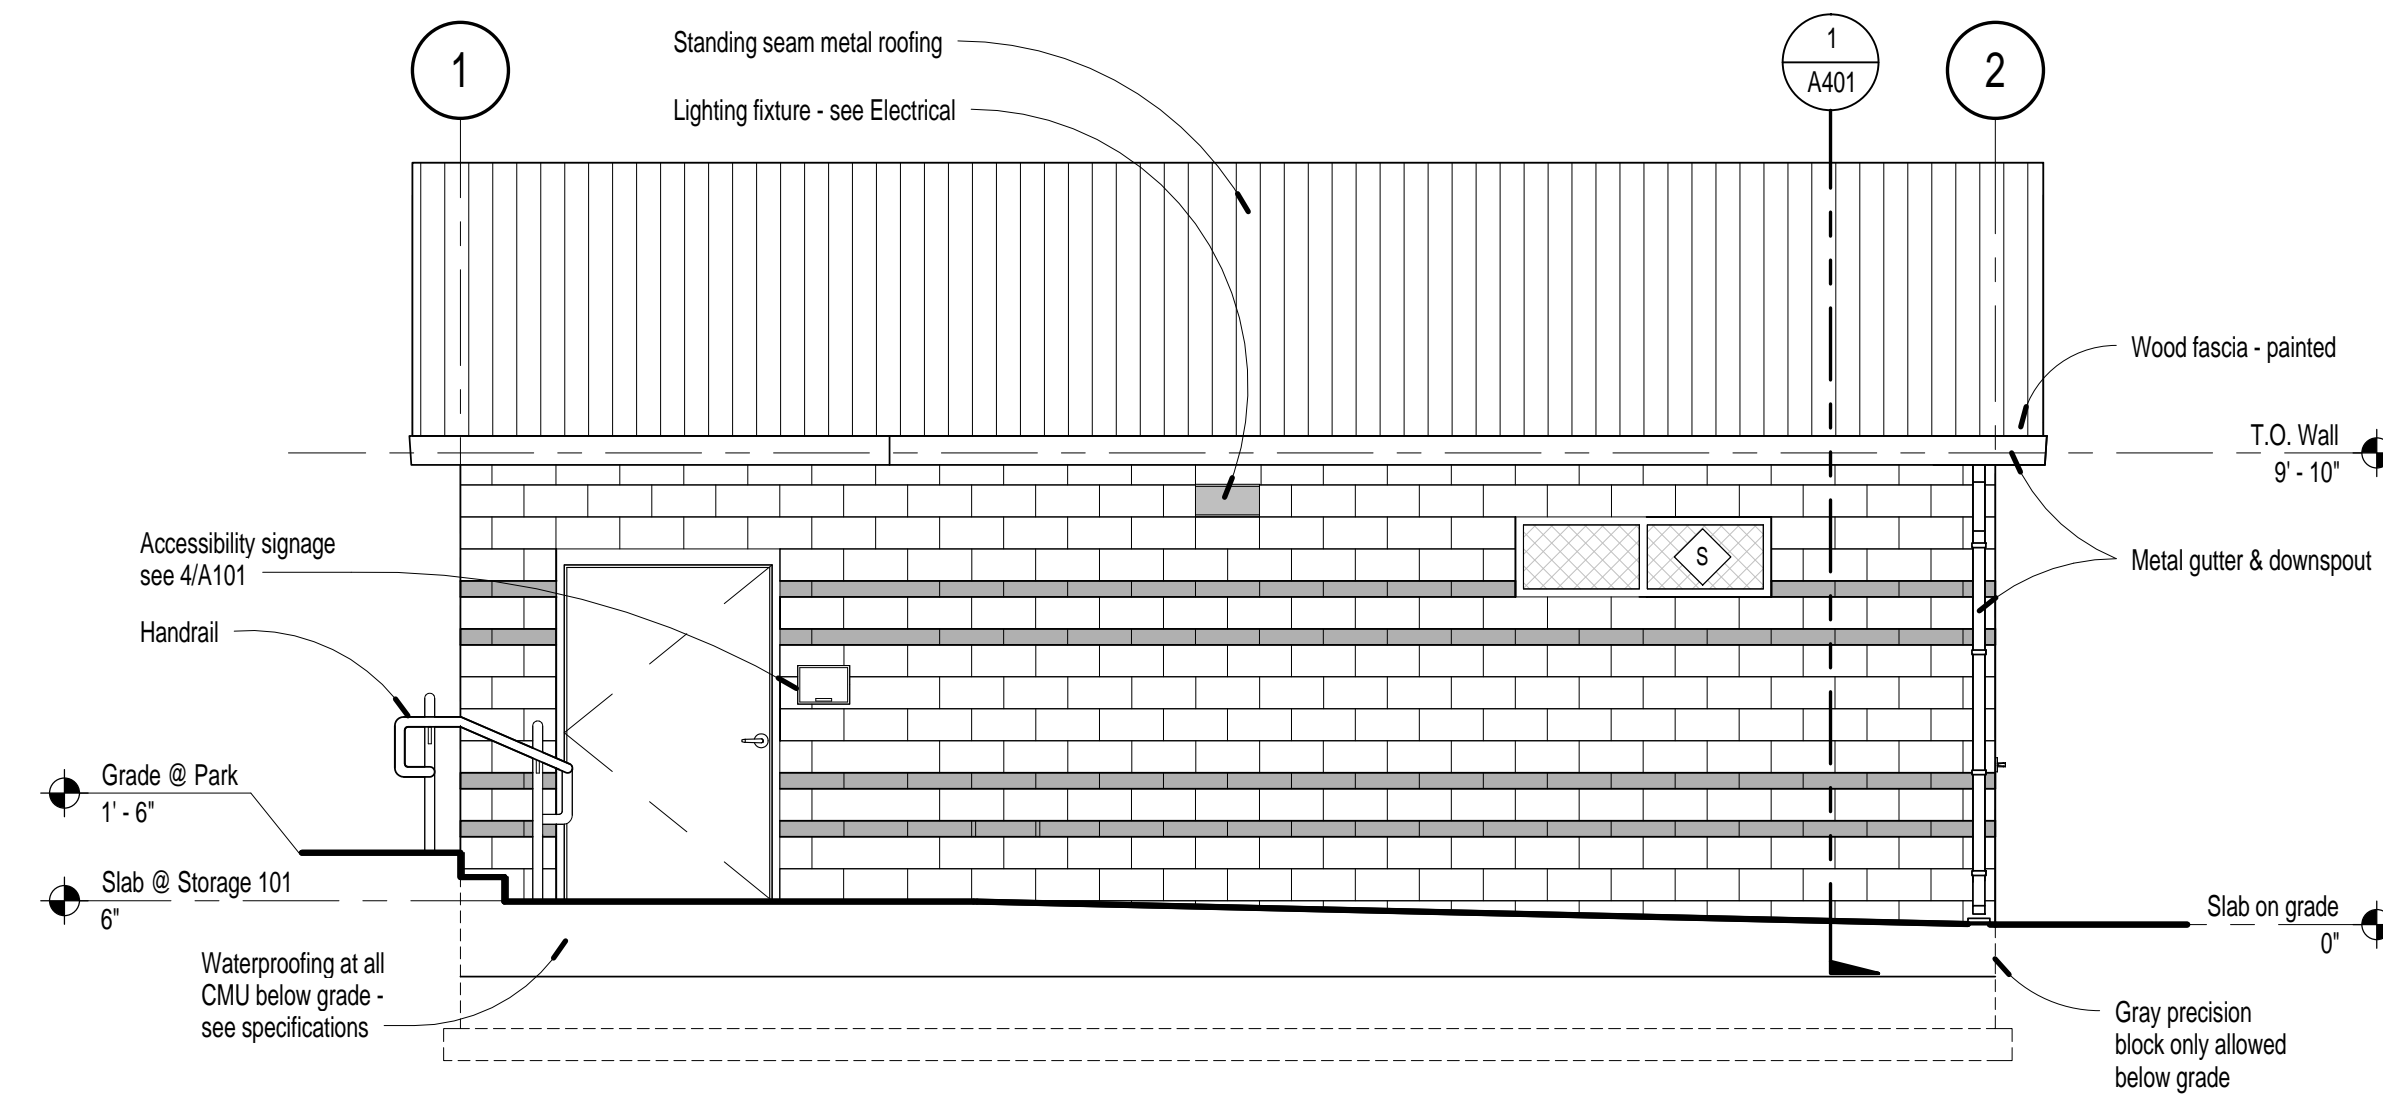 1
Standing seam metal roofing
Lighting fixture - see Electrical
1
A401
2
Wood fascia - painted
T.O. Wall
9' - 10"
Metal gutter & downspout
Accessibility signage
see 4/A101
Handrail
S
Grade @ Park
1' - 6"
Slab @ Storage 101
6"
Slab on grade
0"
Waterproofing at all
CMU below grade -
see specifications
Gray precision
block only allowed
below grade